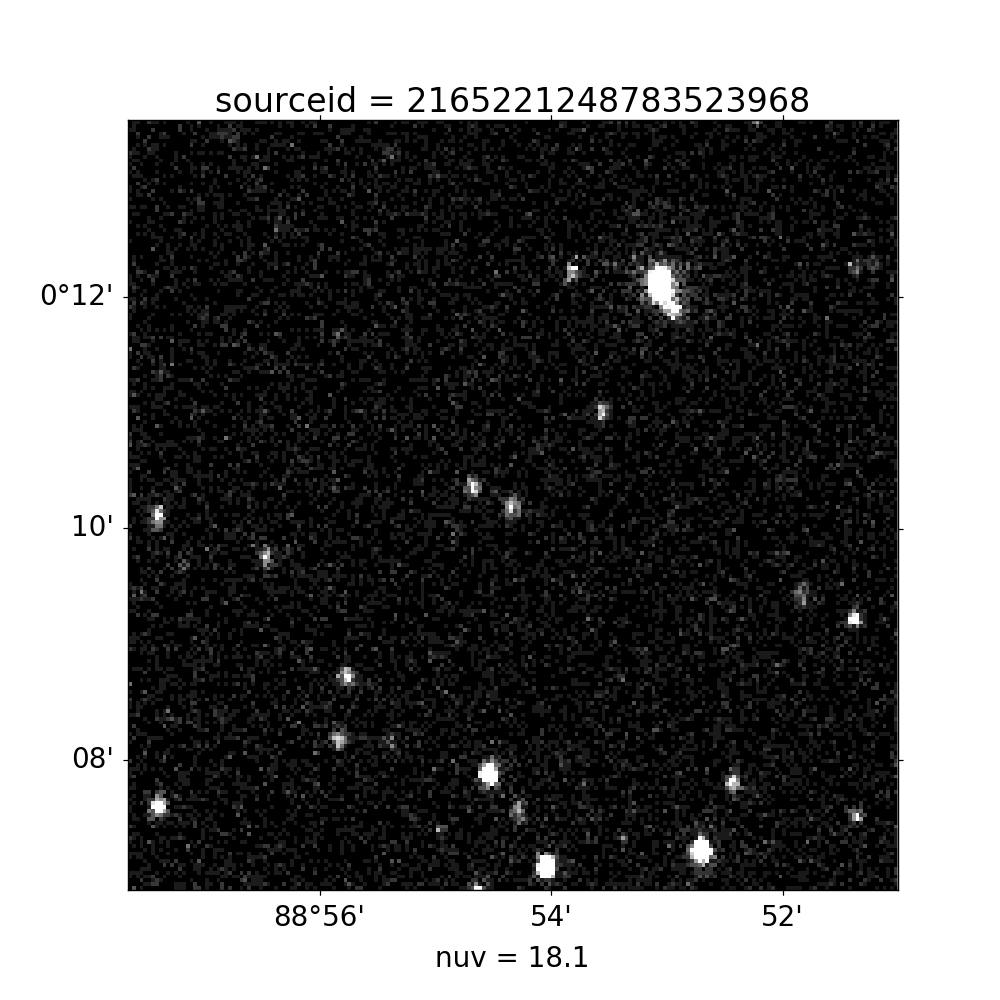 sourceid = 2165221248783523968
0°12'
10'
08'
88°56' 54' 52'
nuv = 18.1